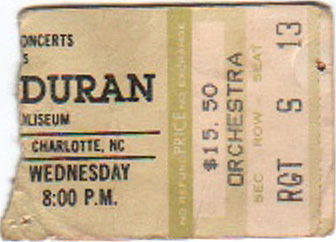 ONCERTS
S
DURAN
OLISEUM
CHARLOTTE, NC
WEDNESDAY
8:00 P.M.
NO REFUND PRICE NO EXCHANGE
$15.50
ORCHESTRA
SEC ROW SEAT
RGT S 13